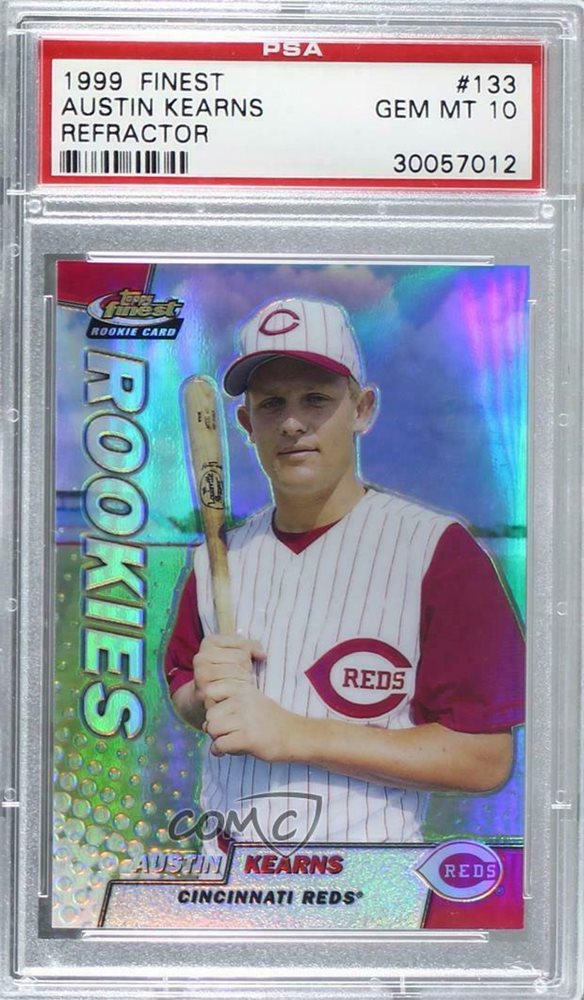 PSA
1999 FINEST #133
AUSTIN KEARNS GEM MT 10
REFRACTOR
30057012
Topps
Finest
ROOKIE CARD
ROOKIES
C
Louisville
REDS
COMC
AUSTIN KEARNS
REDS
CINCINNATI REDS®